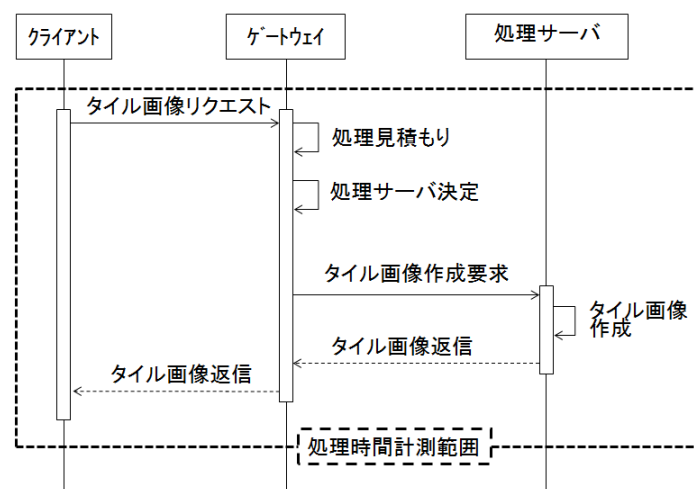 クライアント
ゲートウェイ
処理サーバ
タイル画像リクエスト
処理見積もり
処理サーバ決定
タイル画像作成要求
タイル画像
作成
タイル画像返信
タイル画像返信
処理時間計測範囲